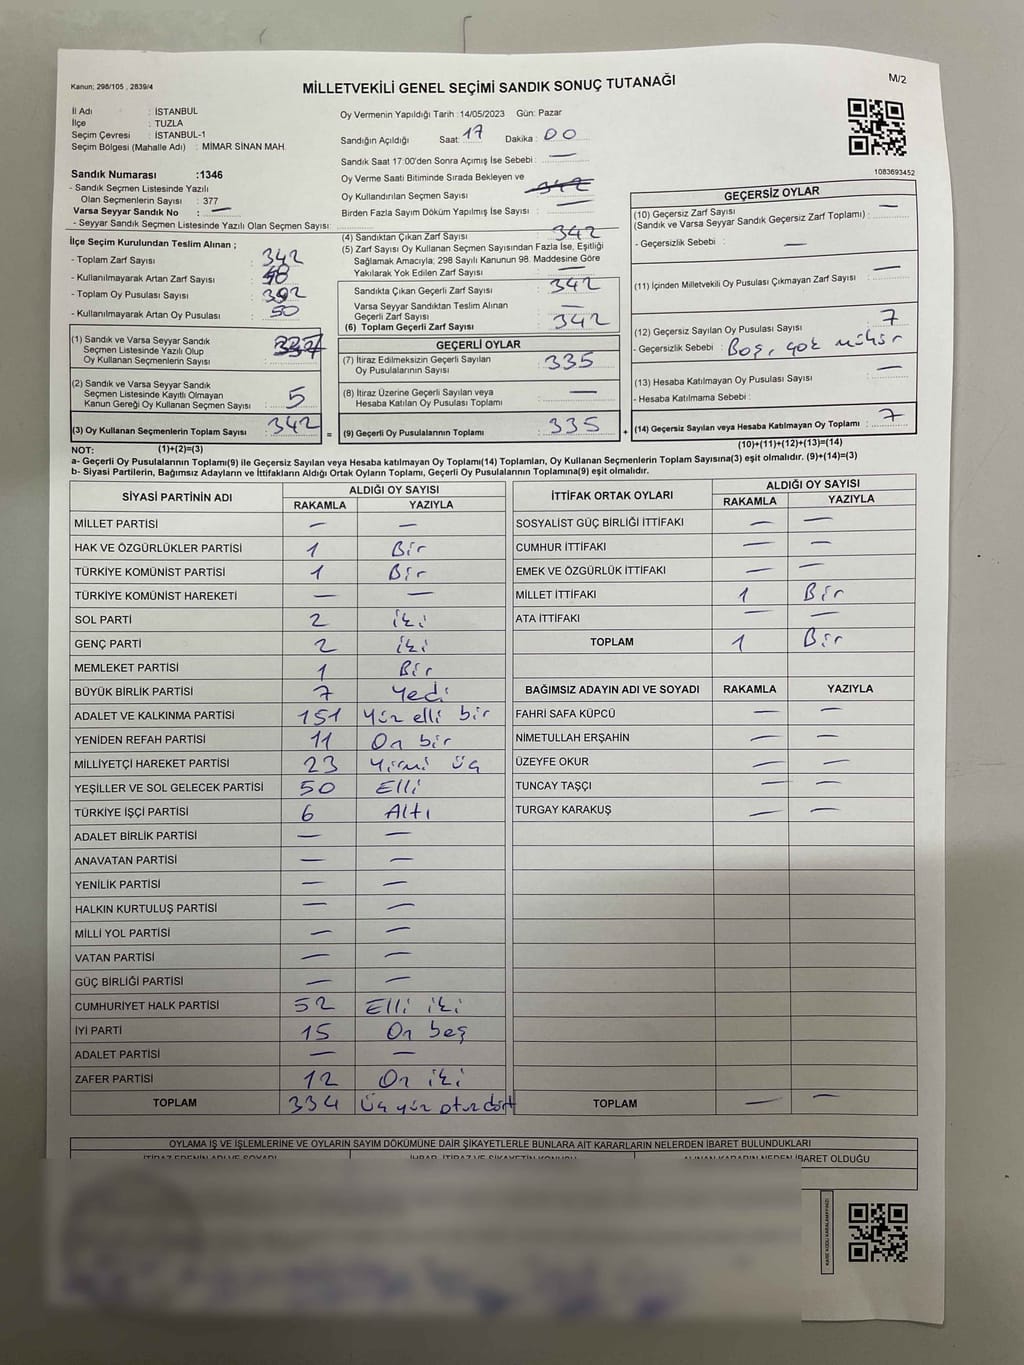 Kanun; 298/105 , 2839/4
MİLLETVEKİLİ GENEL SEÇİMİ SANDIK SONUÇ TUTANAĞI
M/2
İl Adı : İSTANBUL
İlçe : TUZLA
Seçim Çevresi : İSTANBUL-1
Seçim Bölgesi (Mahalle Adı) : MİMAR SİNAN MAH.
Sandık Numarası :1346
- Sandık Seçmen Listesinde Yazılı
Olan Seçmenlerin Sayısı : 377
Varsa Seyyar Sandık No : —
- Seyyar Sandık Seçmen Listesinde Yazılı Olan Seçmen Sayısı:
Oy Vermenin Yapıldığı Tarih :14/05/2023 Gün: Pazar
Sandığın Açıldığı Saat: 17 Dakika : 00
Sandık Saat 17:00'den Sonra Açımış İse Sebebi : —
Oy Verme Saati Bitiminde Sırada Bekleyen ve
Oy Kullandırılan Seçmen Sayısı : 342
Birden Fazla Sayım Döküm Yapılmış İse Sayısı : —
1083693452
İlçe Seçim Kurulundan Teslim Alınan ;
- Toplam Zarf Sayısı : 342
- Kullanılmayarak Artan Zarf Sayısı :
- Toplam Oy Pusulası Sayısı : 392
- Kullanılmayarak Artan Oy Pusulası : 50
(1) Sandık ve Varsa Seyyar Sandık
Seçmen Listesinde Yazılı Olup
Oy Kullanan Seçmenlerin Sayısı : 337
(2) Sandık ve Varsa Seyyar Sandık
Seçmen Listesinde Kayıtlı Olmayan
Kanun Gereği Oy Kullanan Seçmen Sayısı : 5
(3) Oy Kullanan Seçmenlerin Toplam Sayısı : 342 =
(4) Sandıktan Çıkan Zarf Sayısı : 342
(5) Zarf Sayısı Oy Kullanan Seçmen Sayısından Fazla İse, Eşitliği
Sağlamak Amacıyla; 298 Sayılı Kanunun 98. Maddesine Göre
Yakılarak Yok Edilen Zarf Sayısı : —
Sandıkta Çıkan Geçerli Zarf Sayısı : 342
Varsa Seyyar Sandıktan Teslim Alınan
Geçerli Zarf Sayısı : —
(6) Toplam Geçerli Zarf Sayısı : 342
GEÇERLİ OYLAR
(7) İtiraz Edilmeksizin Geçerli Sayılan
Oy Pusulalarının Sayısı : 335
(8) İtiraz Üzerine Geçerli Sayılan veya
Hesaba Katılan Oy Pusulası Toplamı : —
(9) Geçerli Oy Pusulalarının Toplamı : 335 +
GEÇERSİZ OYLAR
(10) Geçersiz Zarf Sayısı : —
(Sandık ve Varsa Seyyar Sandık Geçersiz Zarf Toplamı) :
- Geçersizlik Sebebi : —
(11) İçinden Milletvekili Oy Pusulası Çıkmayan Zarf Sayısı : —
(12) Geçersiz Sayılan Oy Pusulası Sayısı : 7
- Geçersizlik Sebebi : Boş, çok mühür
(13) Hesaba Katılmayan Oy Pusulası Sayısı : —
- Hesaba Katılmama Sebebi :
(14) Geçersiz Sayılan veya Hesaba Katılmayan Oy Toplamı : 7
NOT: (1)+(2)=(3) (10)+(11)+(12)+(13)=(14)
a- Geçerli Oy Pusulalarının Toplamı(9) ile Geçersiz Sayılan veya Hesaba katılmayan Oy Toplamı(14) Toplamları, Oy Kullanan Seçmenlerin Toplam Sayısına(3) eşit olmalıdır. (9)+(14)=(3)
b- Siyasi Partilerin, Bağımsız Adayların ve İttifakların Aldığı Ortak Oyların Toplamı, Geçerli Oy Pusulalarının Toplamına(9) eşit olmalıdır.
SİYASİ PARTİNİN ADI ALDIĞI OY SAYISI
RAKAMLA YAZIYLA
MİLLET PARTİSİ — —
HAK VE ÖZGÜRLÜKLER PARTİSİ 1 Bir
TÜRKİYE KOMÜNİST PARTİSİ 1 Bir
TÜRKİYE KOMÜNİST HAREKETİ — —
SOL PARTİ 2 iki
GENÇ PARTİ 2 iki
MEMLEKET PARTİSİ 1 Bir
BÜYÜK BİRLİK PARTİSİ 7 Yedi
ADALET VE KALKINMA PARTİSİ 151 Yüz elli bir
YENİDEN REFAH PARTİSİ 11 On bir
MİLLİYETÇİ HAREKET PARTİSİ 23 Yirmi üç
YEŞİLLER VE SOL GELECEK PARTİSİ 50 Elli
TÜRKİYE İŞÇİ PARTİSİ 6 Altı
ADALET BİRLİK PARTİSİ — —
ANAVATAN PARTİSİ — —
YENİLİK PARTİSİ — —
HALKIN KURTULUŞ PARTİSİ — —
MİLLİ YOL PARTİSİ — —
VATAN PARTİSİ — —
GÜÇ BİRLİĞİ PARTİSİ — —
CUMHURİYET HALK PARTİSİ 52 Elli iki
İYİ PARTİ 15 On beş
ADALET PARTİSİ — —
ZAFER PARTİSİ 12 On iki
TOPLAM 334 üç yüz otuz dört
İTTİFAK ORTAK OYLARI ALDIĞI OY SAYISI
RAKAMLA YAZIYLA
SOSYALİST GÜÇ BİRLİĞİ İTTİFAKI — —
CUMHUR İTTİFAKI — —
EMEK VE ÖZGÜRLÜK İTTİFAKI — —
MİLLET İTTİFAKI 1 Bir
ATA İTTİFAKI — —
TOPLAM 1 Bir
BAĞIMSIZ ADAYIN ADI VE SOYADI RAKAMLA YAZIYLA
FAHRİ SAFA KÜPCÜ — —
NİMETULLAH ERŞAHİN — —
ÜZEYFE OKUR — —
TUNCAY TAŞÇI — —
TURGAY KARAKUŞ — —
TOPLAM — —
OYLAMA İŞ VE İŞLEMLERİNE VE OYLARIN SAYIM DÖKÜMÜNE DAİR ŞİKAYETLERLE BUNLARA AİT KARARLARIN NELERDEN İBARET BULUNDUKLARI
İTİRAZ EDENİN ADI VE SOYADI İHBAR, İTİRAZ VE ŞİKAYETİN KONUSU ALINAN KARARIN NEDEN İBARET OLDUĞU